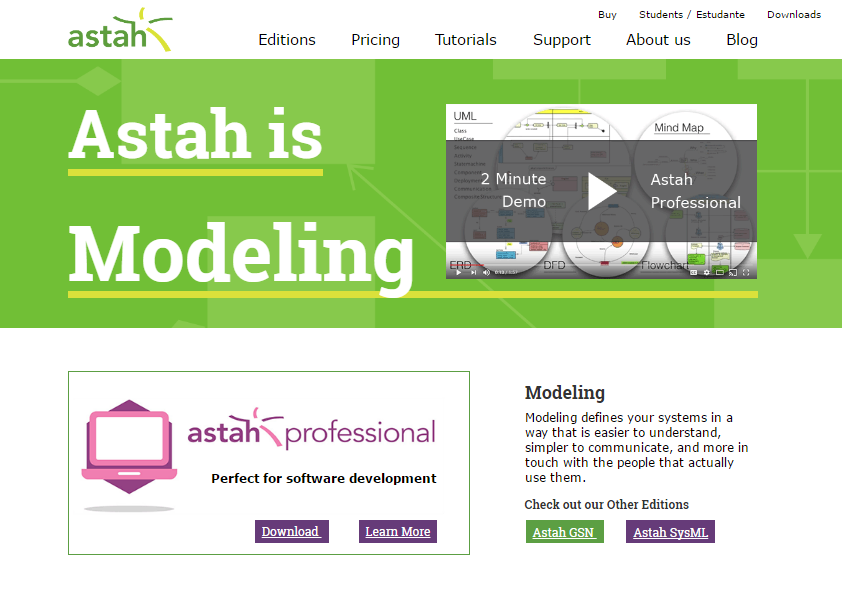 Buy Students / Estudante Downloads
astah
Editions Pricing Tutorials Support About us Blog
Astah is
Modeling
UML
Class
UseCase
Mind Map
2 Minute
Demo
Astah
Professional
ERD DFD Flowchart
astah professional
Perfect for software development
Download Learn More
Modeling
Modeling defines your systems in a
way that is easier to understand,
simpler to communicate, and more in
touch with the people that actually
use them.
Check out our Other Editions
Astah GSN Astah SysML